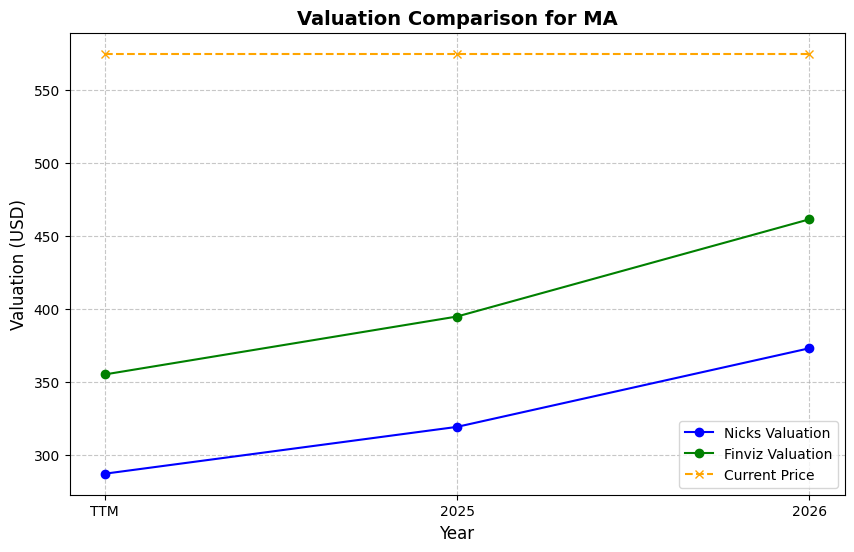 Valuation Comparison for MA
Valuation (USD)
550
500
450
400
350
300
TTM
2025
2026
Year
Nicks Valuation
Finviz Valuation
Current Price